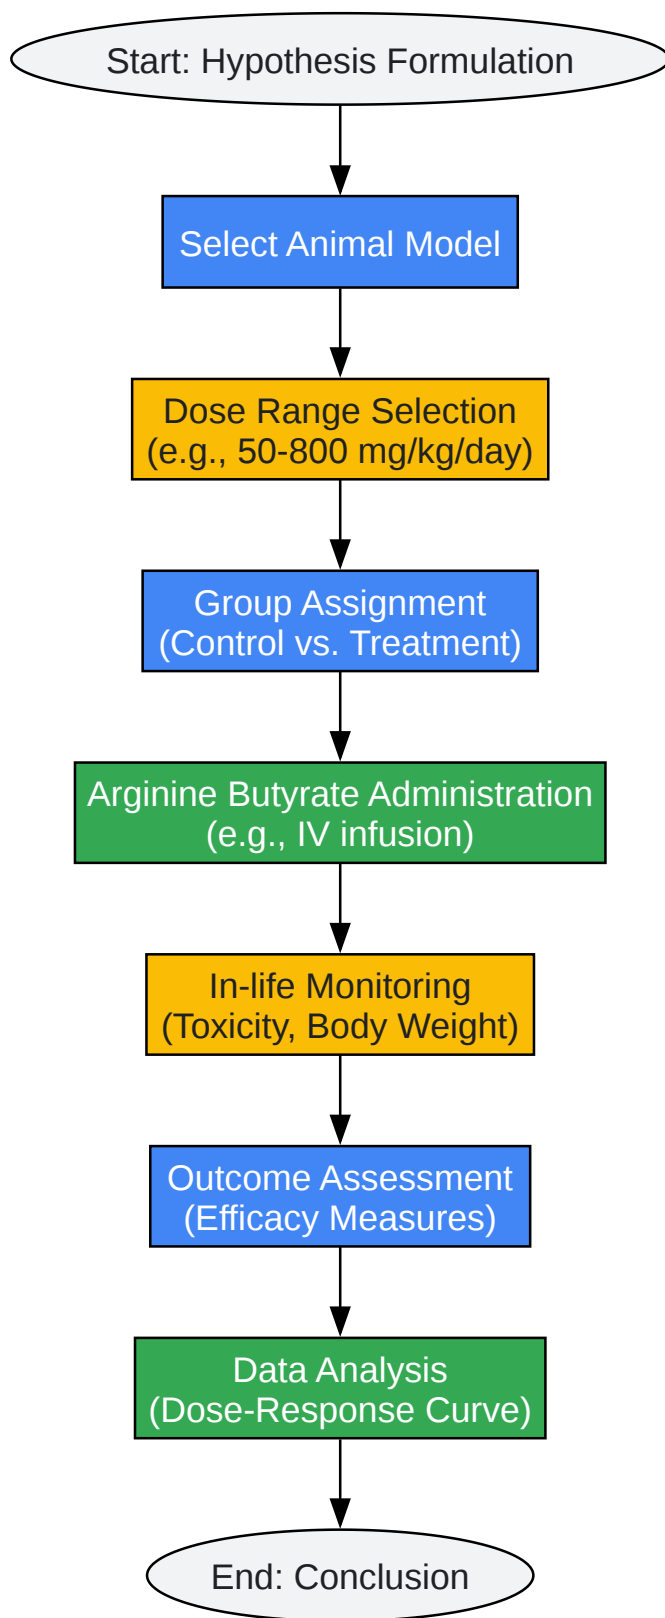 Start: Hypothesis Formulation
Select Animal Model
Dose Range Selection
(e.g., 50-800 mg/kg/day)
Group Assignment
(Control vs. Treatment)
Arginine Butyrate Administration
(e.g., IV infusion)
In-life Monitoring
(Toxicity, Body Weight)
Outcome Assessment
(Efficacy Measures)
Data Analysis
(Dose-Response Curve)
End: Conclusion